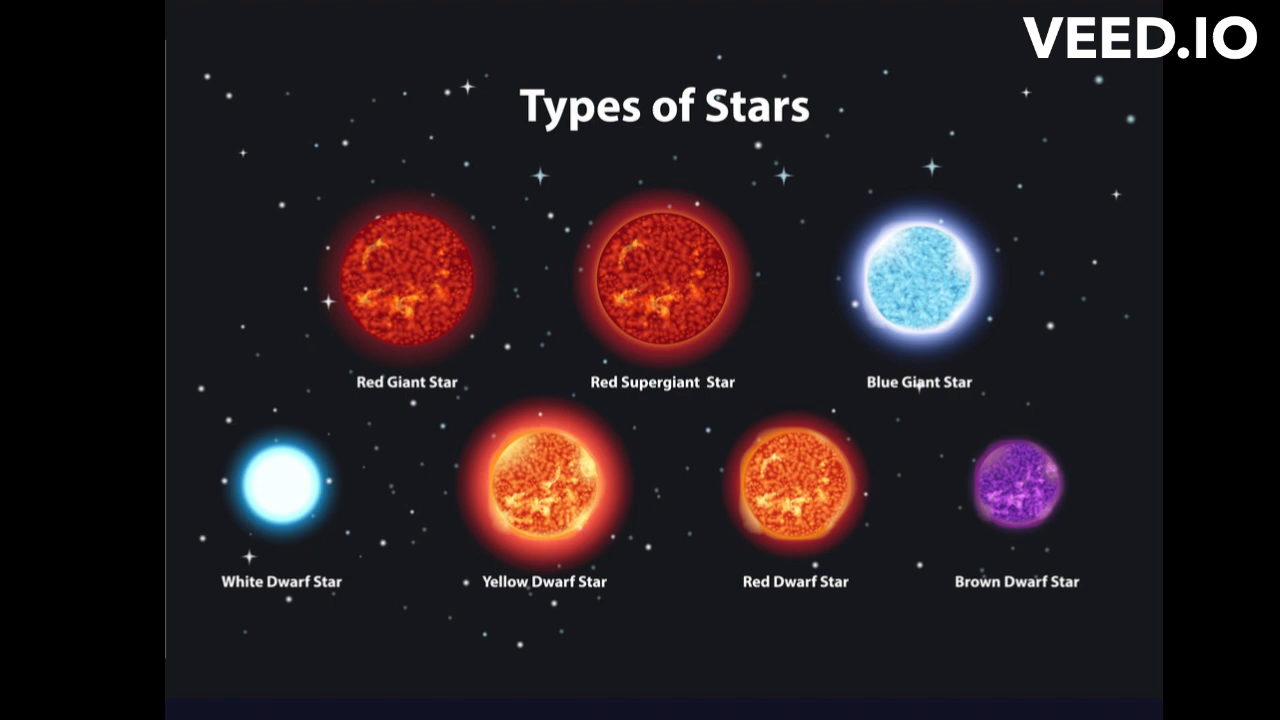 VEED.IO
Types of Stars
Red Giant Star
Red Supergiant Star
Blue Giant Star
White Dwarf Star
Yellow Dwarf Star
Red Dwarf Star
Brown Dwarf Star